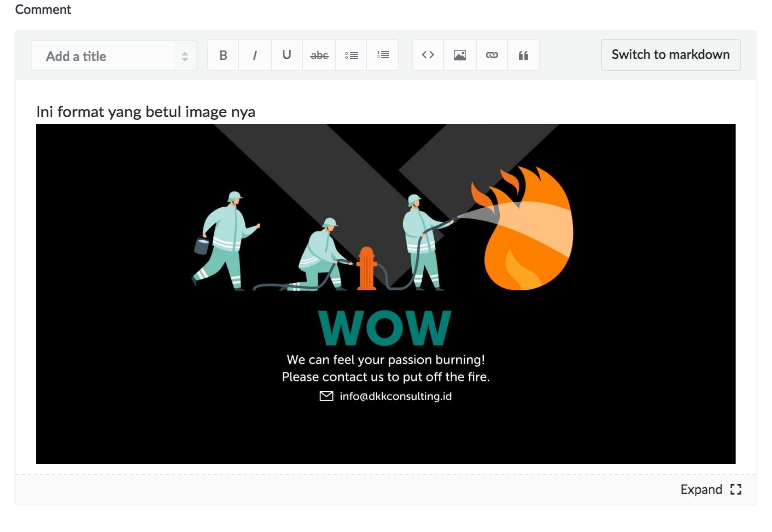 Comment
Add a title
B
I
U
abc
Switch to markdown
Ini format yang betul image nya
WOW
We can feel your passion burning!
Please contact us to put off the fire.
info@dkkconsulting.id
Expand